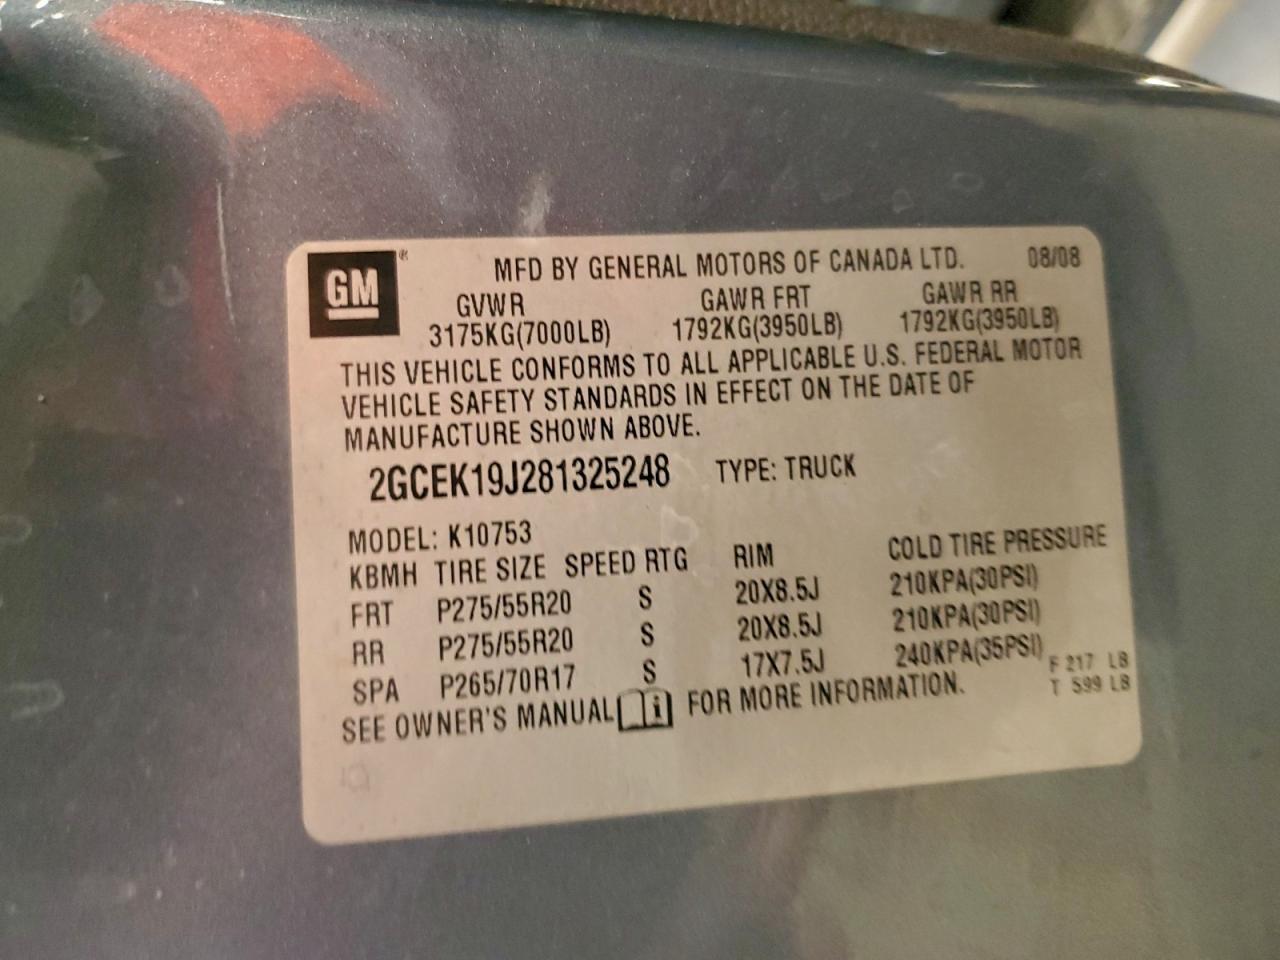 GM® MFD BY GENERAL MOTORS OF CANADA LTD. 08/08
GVWR GAWR FRT GAWR RR
3175KG(7000LB) 1792KG(3950LB) 1792KG(3950LB)
THIS VEHICLE CONFORMS TO ALL APPLICABLE U.S. FEDERAL MOTOR
VEHICLE SAFETY STANDARDS IN EFFECT ON THE DATE OF
MANUFACTURE SHOWN ABOVE.
2GCEK19J281325248 TYPE: TRUCK
MODEL: K10753
KBMH TIRE SIZE SPEED RTG RIM COLD TIRE PRESSURE
FRT P275/55R20 S 20X8.5J 210KPA(30PSI)
RR P275/55R20 S 20X8.5J 210KPA(30PSI)
SPA P265/70R17 S 17X7.5J 240KPA(35PSI) F 217 LB
SEE OWNER'S MANUAL FOR MORE INFORMATION. T 599 LB